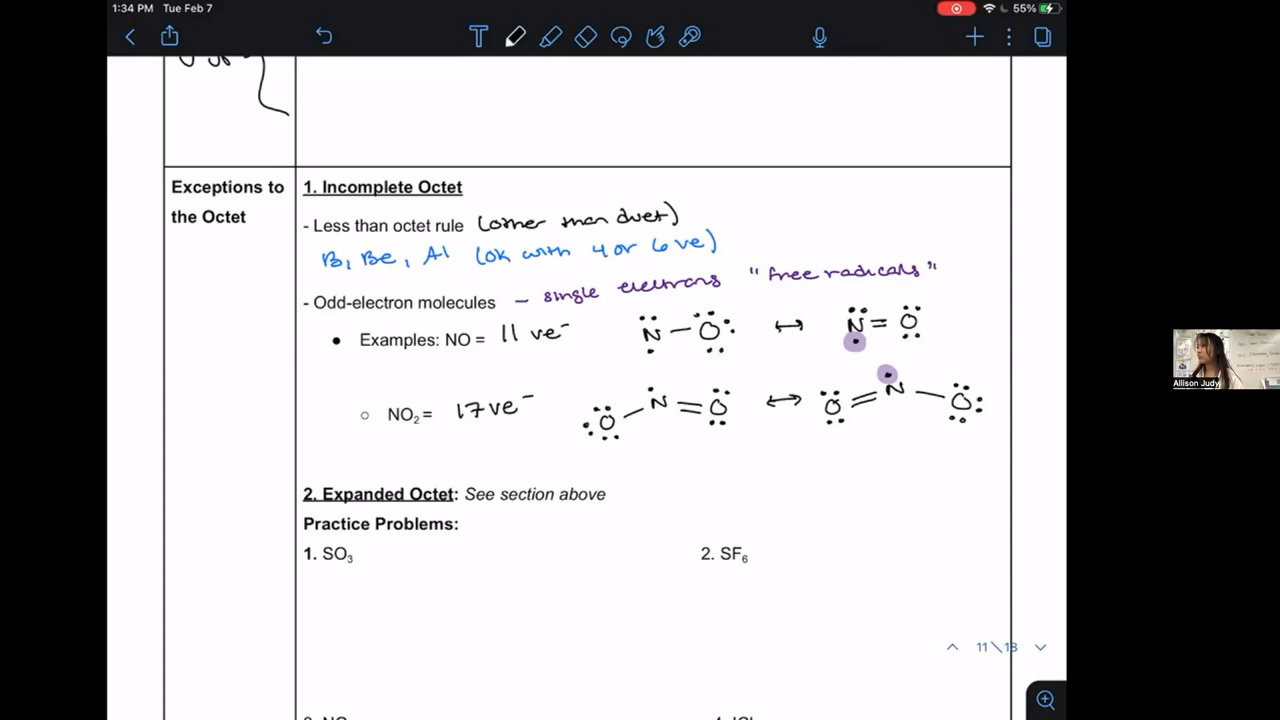 1:34 PM Tue Feb 7
55%
Exceptions to
the Octet
1. Incomplete Octet
- Less than octet rule (other than duet)
B, Be, Al (ok with 4 or 6 ve)
- Odd-electron molecules – single electrons "free radicals"
Examples: NO = 11 ve⁻ N – O ↔ N = O
NO₂ = 17 ve⁻ O – N = O ↔ O = N – O
2. Expanded Octet: See section above
Practice Problems:
1. SO₃
2. SF₆
11\18
Allison Judy